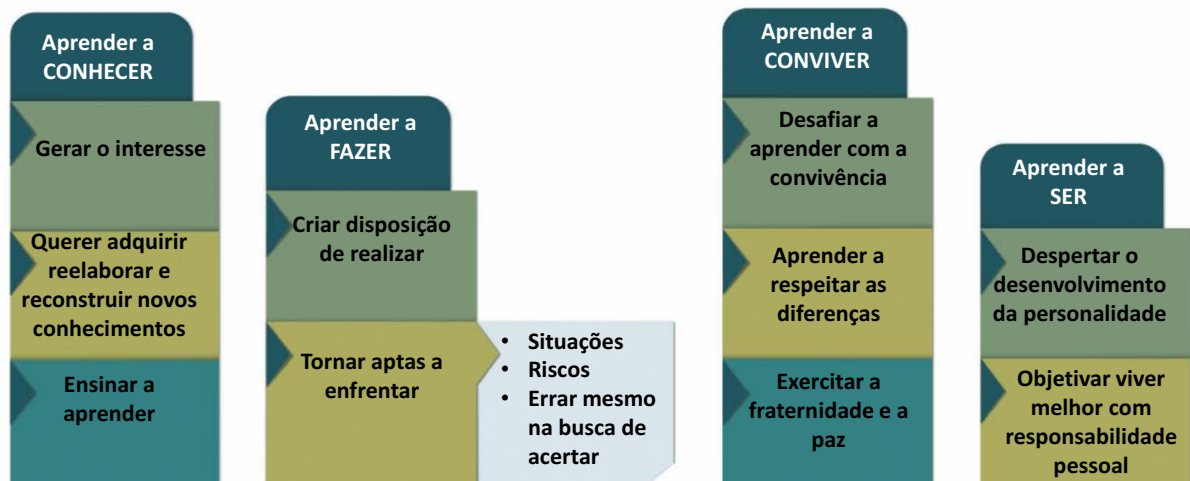 Aprender a
CONHECER
Gerar o interesse
Querer adquirir
reelaborar e
reconstruir novos
conhecimentos
Ensinar a
aprender
Aprender a
FAZER
Criar disposição
de realizar
Tornar aptas a
enfrentar
• Situações
• Riscos
• Errar mesmo
na busca de
acertar
Aprender a
CONVIVER
Desafiar a
aprender com a
convivência
Aprender a
respeitar as
diferenças
Exercitar a
fraternidade e a
paz
Aprender a
SER
Despertar o
desenvolvimento
da personalidade
Objetivar viver
melhor com
responsabilidade
pessoal